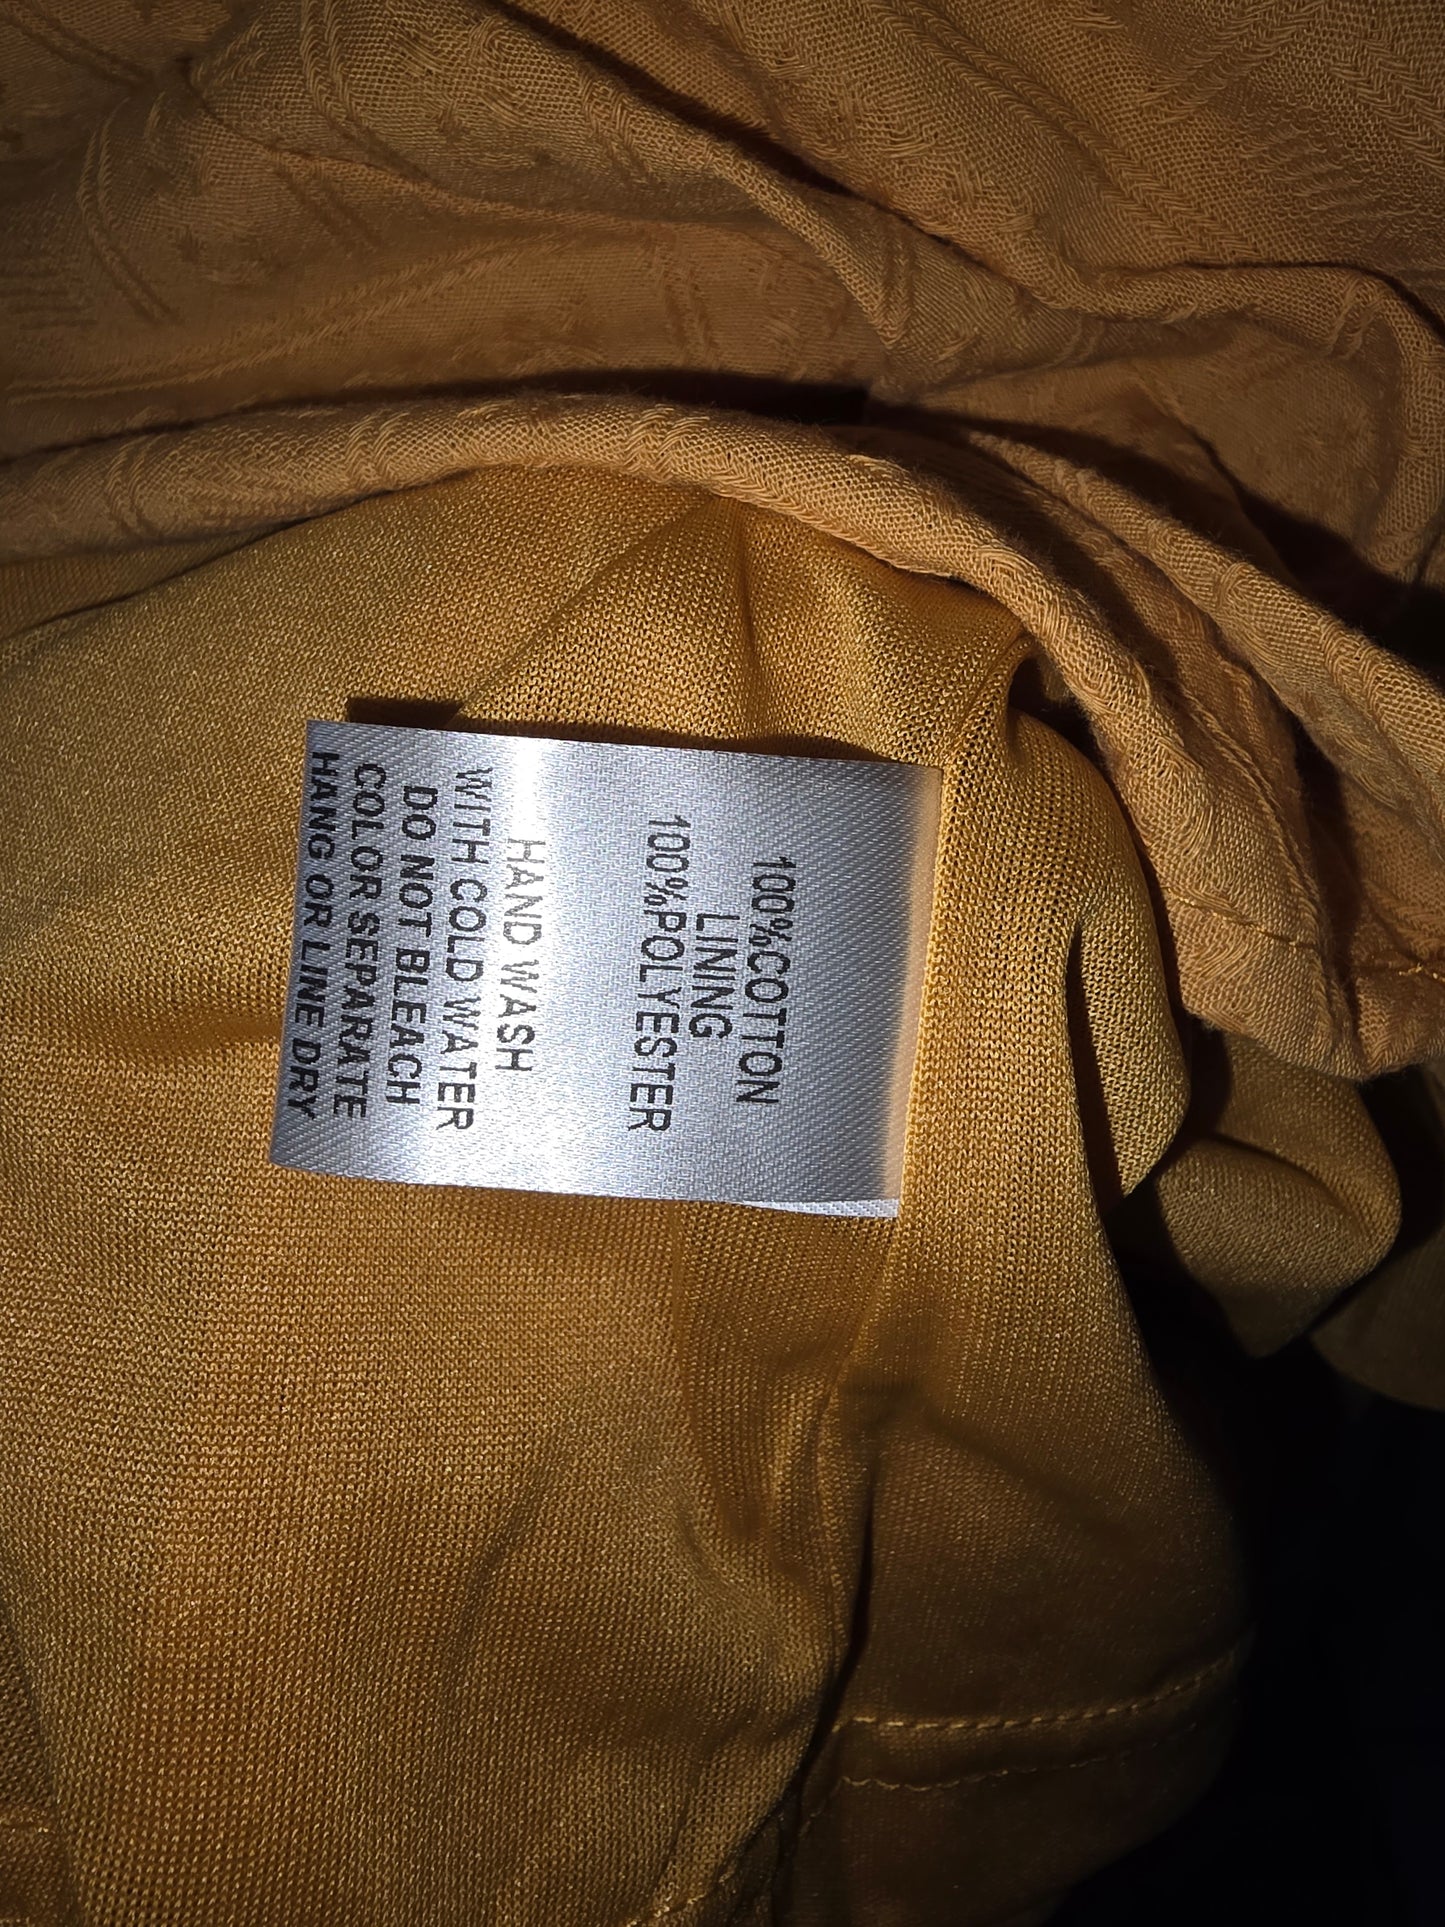 100%COTTON
LINING
100%POLYESTER
HAND WASH
WITH COLD WATER
DO NOT BLEACH
COLOR SEPARATE
HANG OR LINE DRY